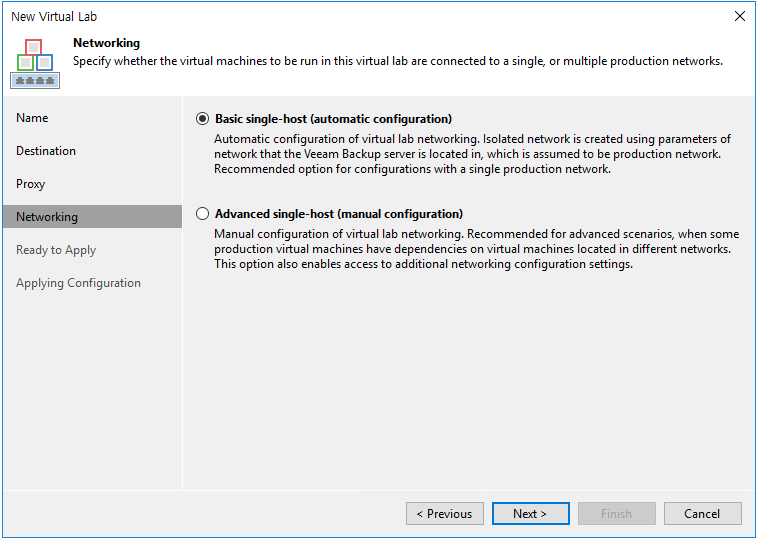 New Virtual Lab
Networking
Specify whether the virtual machines to be run in this virtual lab are connected to a single, or multiple production networks.
Name
Destination
Proxy
Networking
Ready to Apply
Applying Configuration
Basic single-host (automatic configuration)
Automatic configuration of virtual lab networking. Isolated network is created using parameters of
network that the Veeam Backup server is located in, which is assumed to be production network.
Recommended option for configurations with a single production network.
Advanced single-host (manual configuration)
Manual configuration of virtual lab networking. Recommended for advanced scenarios, when some
production virtual machines have dependencies on virtual machines located in different networks.
This option also enables access to additional networking configuration settings.
< Previous
Next >
Finish
Cancel